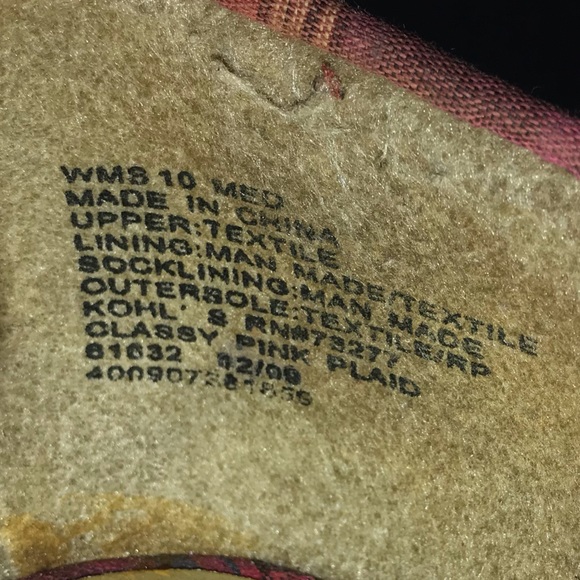 WMS 10 MED
MADE IN CHINA
UPPER:TEXTILE
LINING:MAN MADE/TEXTILE
SOCKLINING:MAN MADE
OUTERSOLE:TEXTILE/RP
KOHL'S RN#73277
CLASSY PINK PLAID
81632 12/09